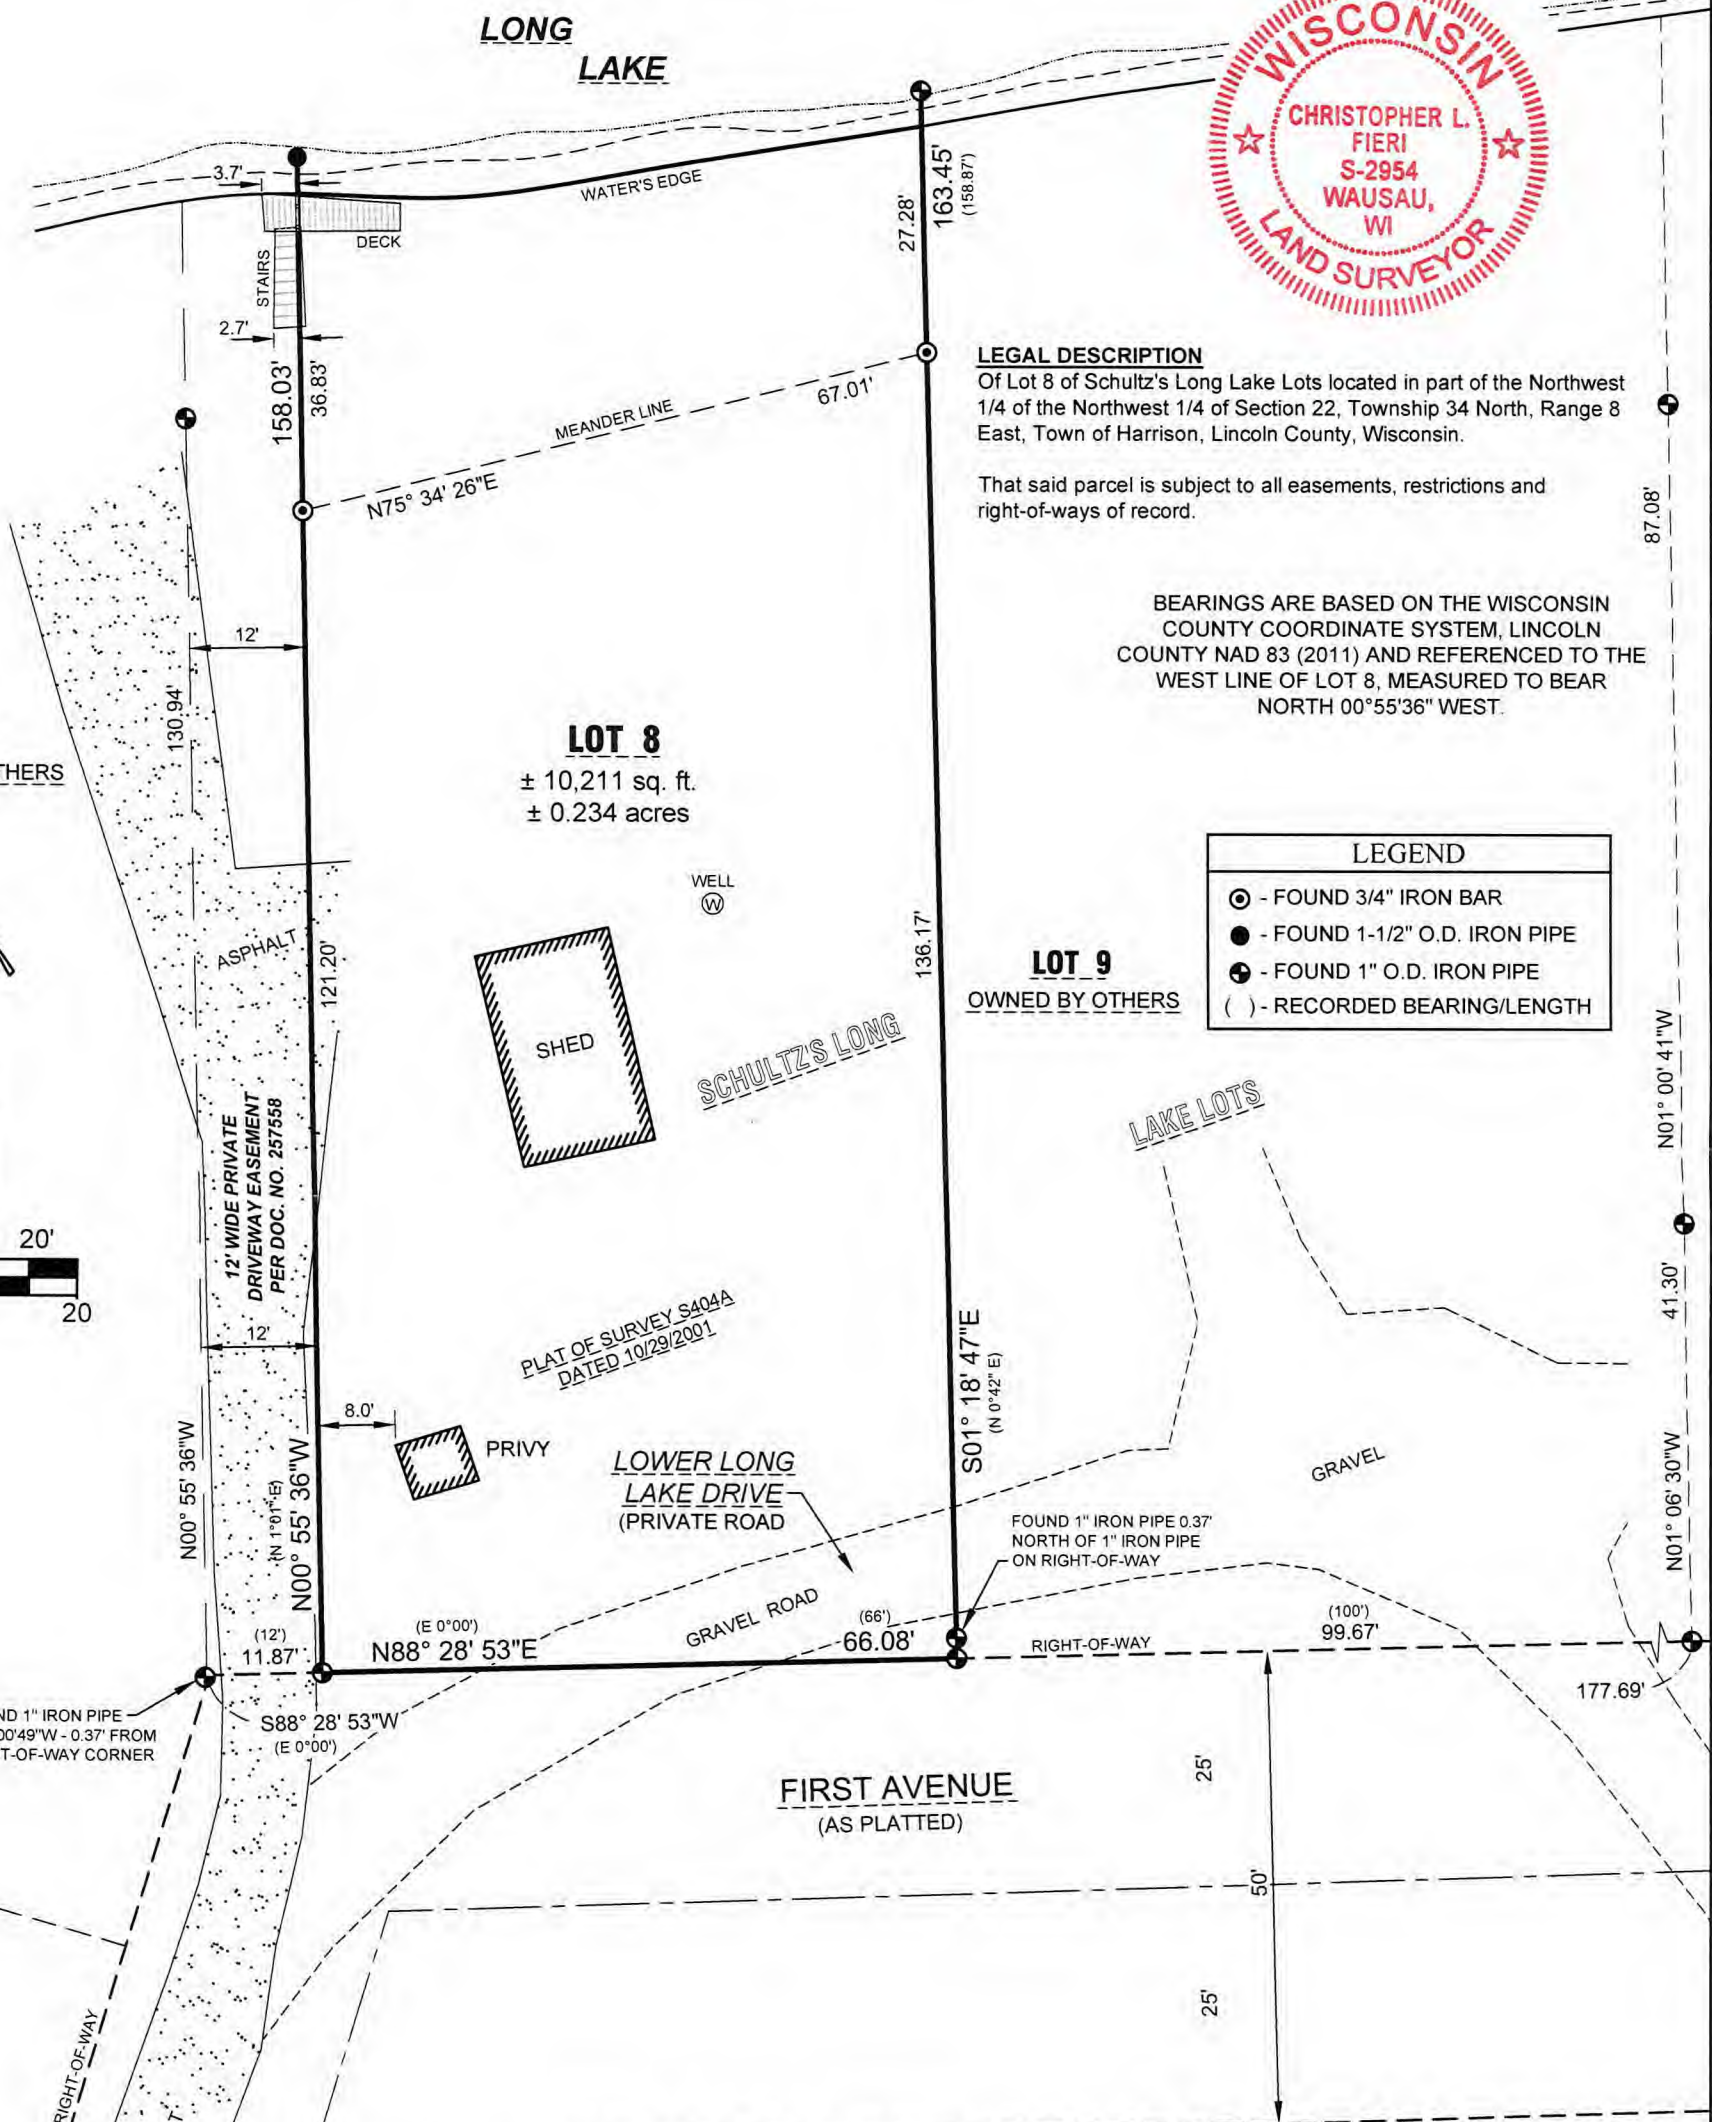 LONG
LAKE
WISCONSIN
CHRISTOPHER L.
FIERI
S-2954
WAUSAU,
WI
LAND SURVEYOR
3.7'
WATER'S EDGE
DECK
STAIRS
2.7'
158.03'
36.83'
27.28'
163.45'
(158.87')
MEANDER LINE
67.01'
N75° 34' 26"E
LEGAL DESCRIPTION
Of Lot 8 of Schultz's Long Lake Lots located in part of the Northwest
1/4 of the Northwest 1/4 of Section 22, Township 34 North, Range 8
East, Town of Harrison, Lincoln County, Wisconsin.
That said parcel is subject to all easements, restrictions and
right-of-ways of record.
87.08'
BEARINGS ARE BASED ON THE WISCONSIN
COUNTY COORDINATE SYSTEM, LINCOLN
COUNTY NAD 83 (2011) AND REFERENCED TO THE
WEST LINE OF LOT 8, MEASURED TO BEAR
NORTH 00°55'36" WEST.
12'
130.94'
THERS
LOT 8
± 10,211 sq. ft.
± 0.234 acres
WELL
W
LEGEND
- FOUND 3/4" IRON BAR
- FOUND 1-1/2" O.D. IRON PIPE
- FOUND 1" O.D. IRON PIPE
( ) - RECORDED BEARING/LENGTH
ASPHALT
121.20'
136.17'
LOT 9
OWNED BY OTHERS
SHED
SCHULTZ'S LONG
LAKE LOTS
N01° 00' 41"W
12' WIDE PRIVATE
DRIVEWAY EASEMENT
PER DOC. NO. 257558
20'
20
12'
41.30'
PLAT OF SURVEY S404A
DATED 10/29/2001
S01° 18' 47"E
(N 0°42" E)
8.0'
PRIVY
N00° 55' 36"W
(N 1°01" E)
N00° 55' 36"W
LOWER LONG
LAKE DRIVE
(PRIVATE ROAD
GRAVEL
N01° 06' 30"W
FOUND 1" IRON PIPE 0.37'
NORTH OF 1" IRON PIPE
ON RIGHT-OF-WAY
GRAVEL ROAD
(12')
11.87'
(E 0°00')
N88° 28' 53"E
(66')
66.08'
RIGHT-OF-WAY
(100')
99.67'
177.69'
ND 1" IRON PIPE
00'49"W - 0.37' FROM
T-OF-WAY CORNER
S88° 28' 53"W
(E 0°00')
FIRST AVENUE
(AS PLATTED)
25'
50'
25'
RIGHT-OF-WAY